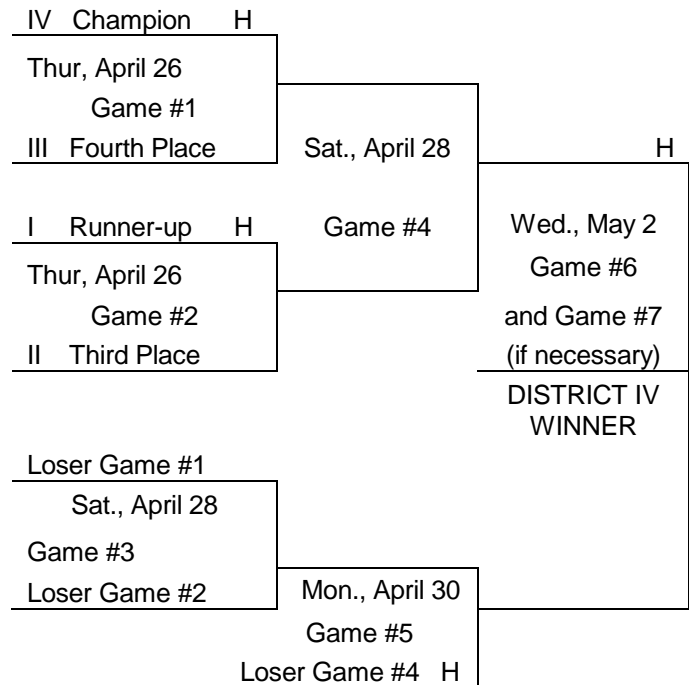 IV Champion H
Thur, April 26
Game #1
III Fourth Place
Sat., April 28
H
I Runner-up H
Game #4
Wed., May 2
Thur, April 26
Game #6
Game #2
and Game #7
II Third Place
(if necessary)
DISTRICT IV
WINNER
Loser Game #1
Sat., April 28
Game #3
Loser Game #2
Mon., April 30
Game #5
Loser Game #4 H